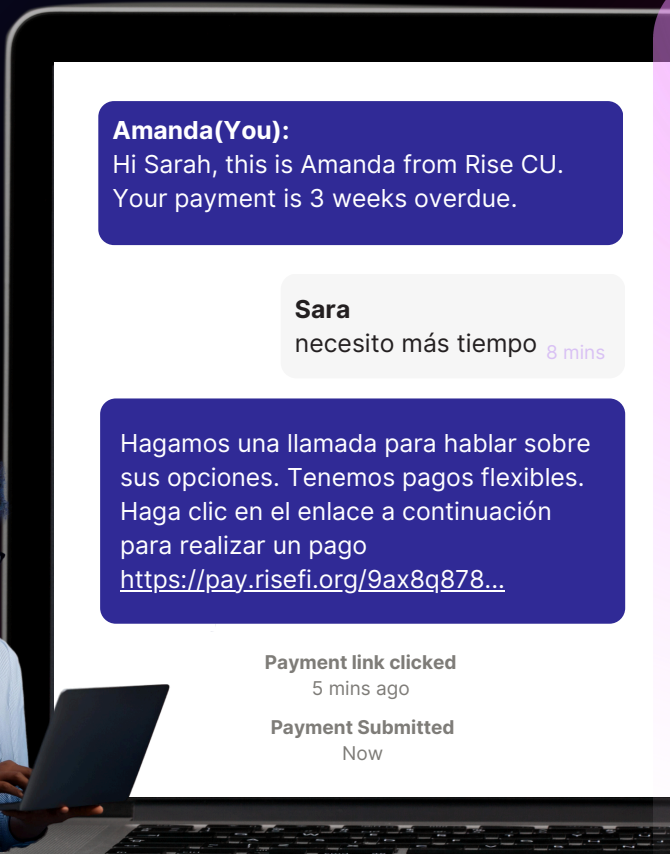 Amanda(You):
Hi Sarah, this is Amanda from Rise CU.
Your payment is 3 weeks overdue.
Sara
necesito más tiempo 8 mins
Hagamos una llamada para hablar sobre
sus opciones. Tenemos pagos flexibles.
Haga clic en el enlace a continuación
para realizar un pago
https://pay.risefi.org/9ax8q878...
Payment link clicked
5 mins ago
Payment Submitted
Now